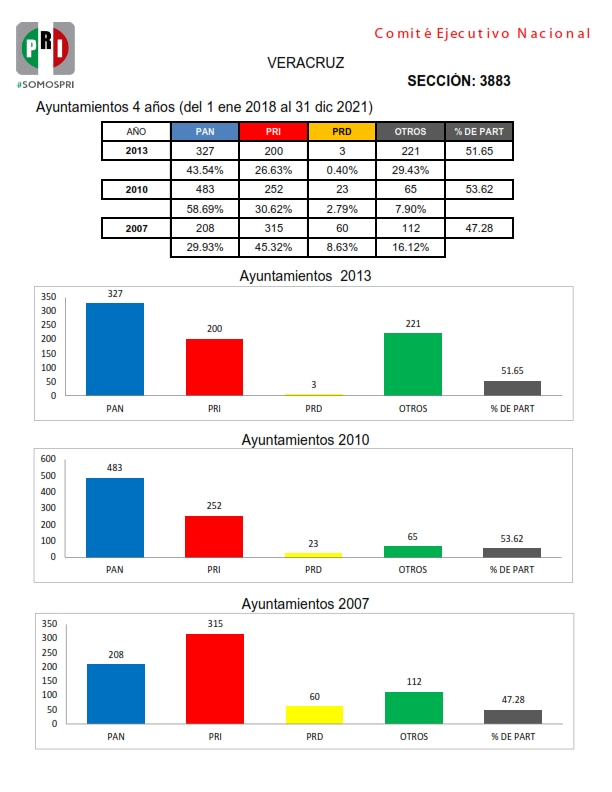 Comité Ejecutivo Nacional
PRI
#SOMOSPRI
VERACRUZ
SECCIÓN: 3883
Ayuntamientos 4 años (del 1 ene 2018 al 31 dic 2021)
AÑO PAN PRI PRD OTROS % DE PART
2013 327 200 3 221 51.65
43.54% 26.63% 0.40% 29.43%
2010 483 252 23 65 53.62
58.69% 30.62% 2.79% 7.90%
2007 208 315 60 112 47.28
29.93% 45.32% 8.63% 16.12%
Ayuntamientos 2013
350
300
250
200
150
100
50
0
327
200
3
221
51.65
PAN PRI PRD OTROS % DE PART
Ayuntamientos 2010
600
500
400
300
200
100
0
483
252
23
65
53.62
PAN PRI PRD OTROS % DE PART
Ayuntamientos 2007
350
300
250
200
150
100
50
0
208
315
60
112
47.28
PAN PRI PRD OTROS % DE PART